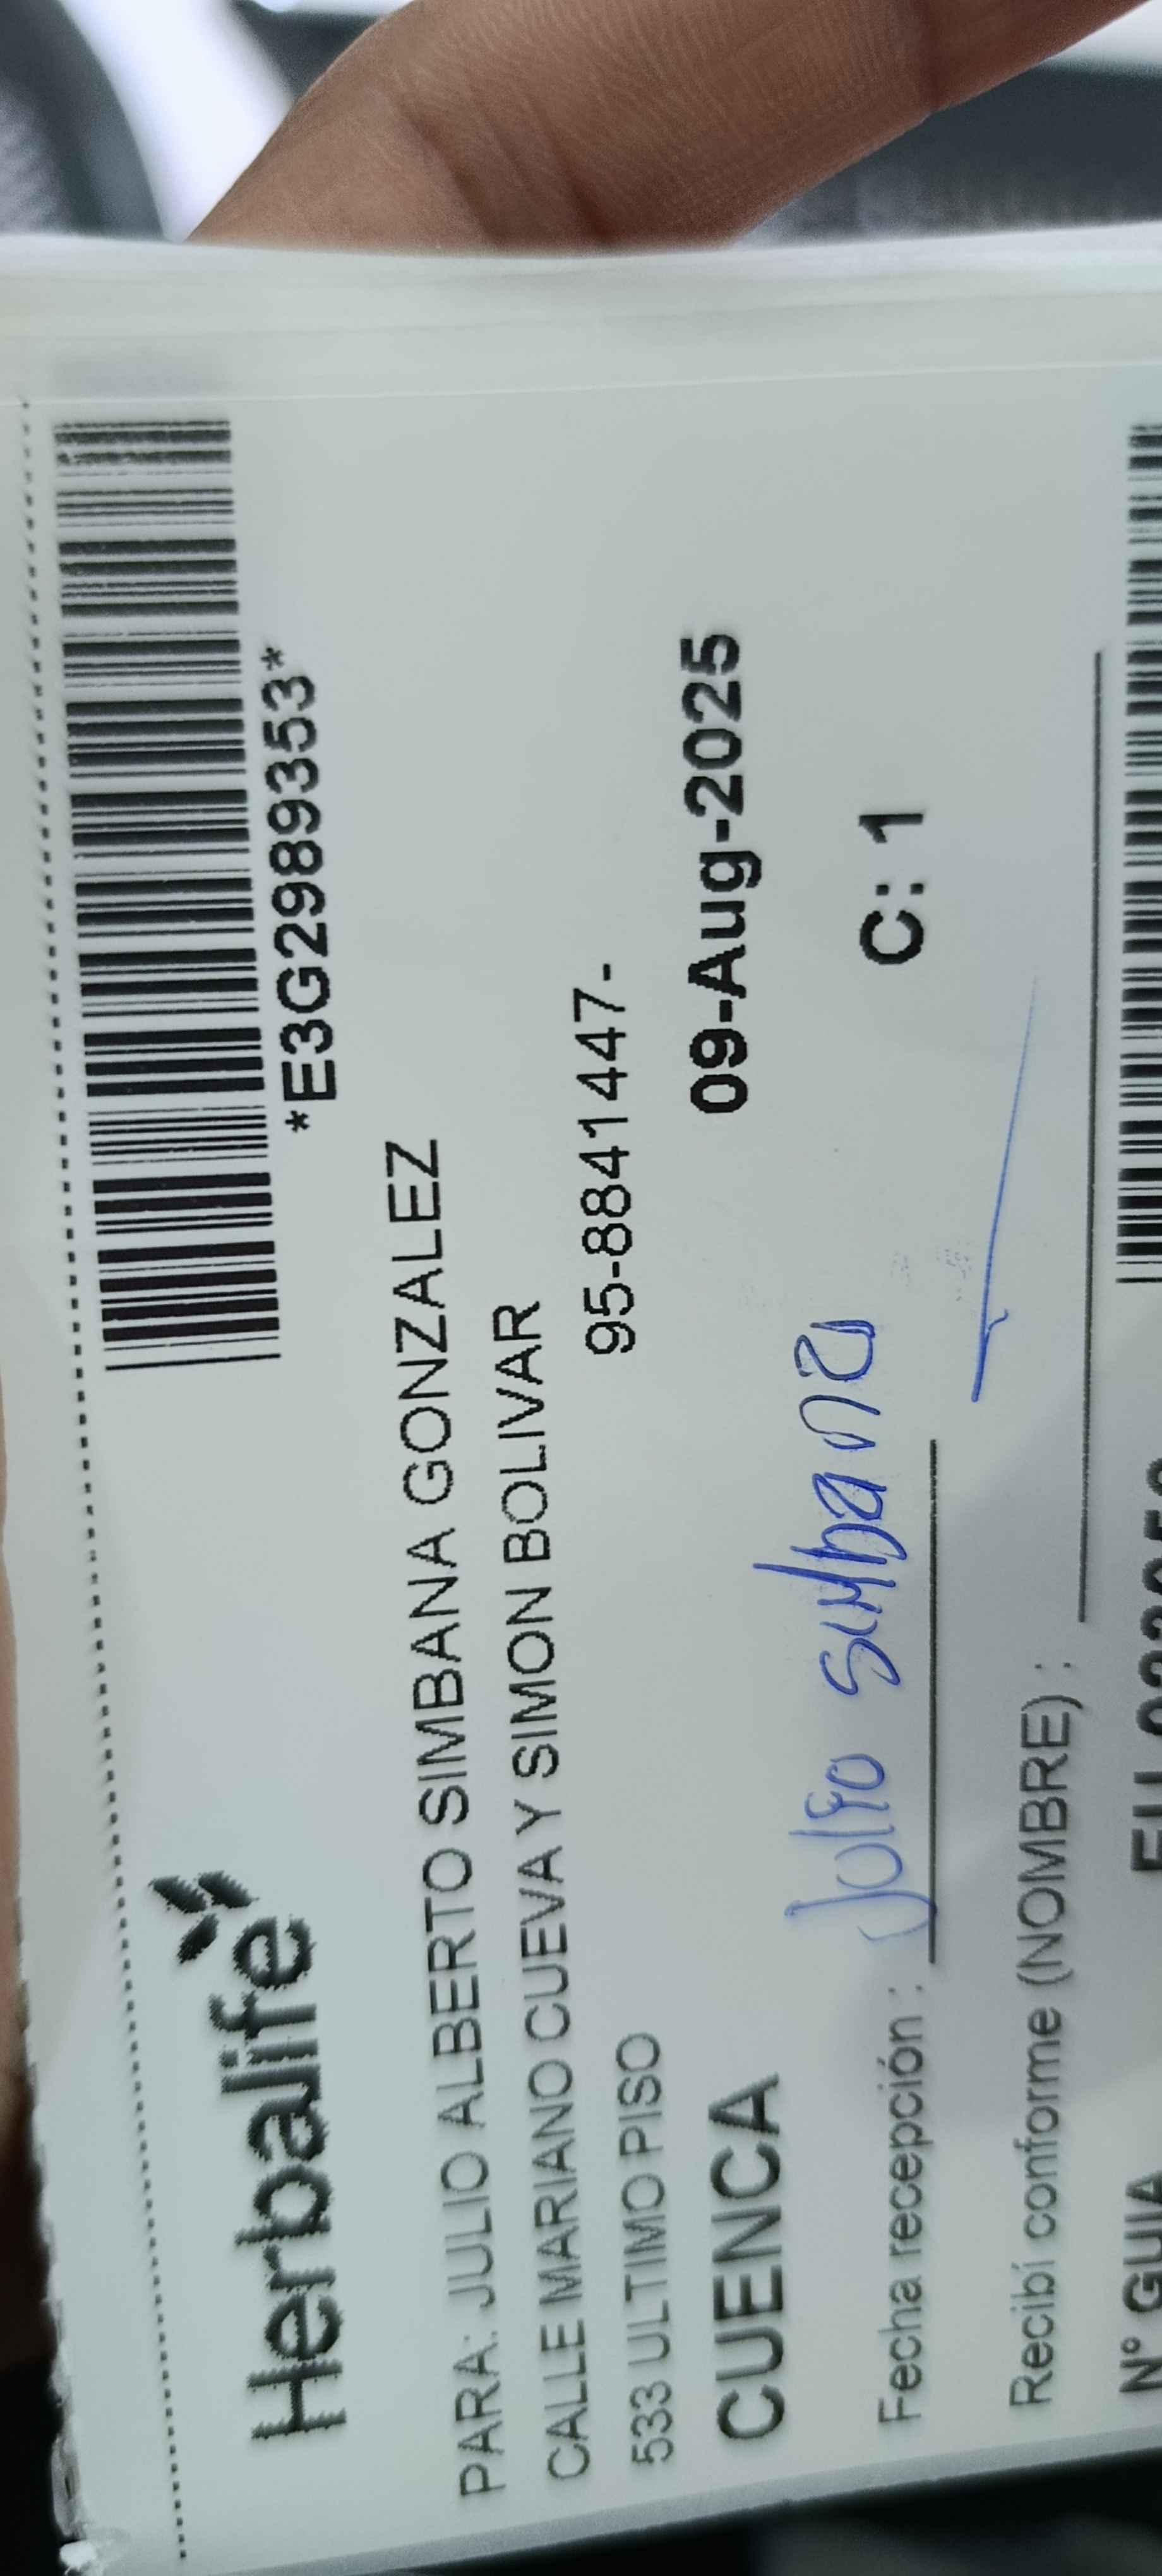 Herbalife
*E3G2989353*
PARA: JULIO ALBERTO SIMBANA GONZALEZ
CALLE MARIANO CUEVA Y SIMON BOLIVAR
533 ULTIMO PISO
95-8841447-
CUENCA
09-Aug-2025
Fecha recepción : Julio simbana
C: 1
Recibí conforme (NOMBRE) :
N° GUIA